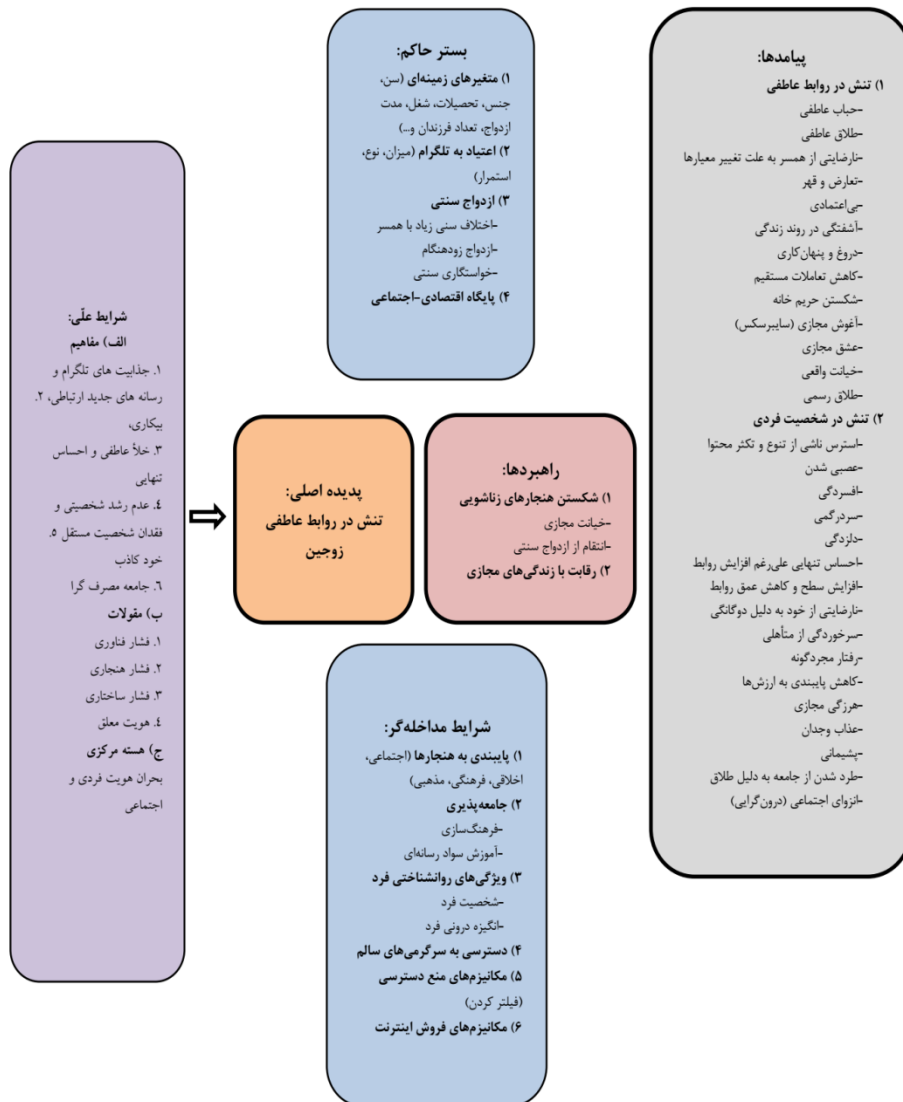 بستر حاکم:
۱) متغیرهای زمینه‌ای (سن،
جنس، تحصیلات، شغل، مدت
ازدواج، تعداد فرزندان و...)
۲) اعتیاد به تلگرام (میزان، نوع،
استمرار)
۳) ازدواج سنتی
-اختلاف سنی زیاد با همسر
-ازدواج زودهنگام
-خواستگاری سنتی
۴) پایگاه اقتصادی-اجتماعی
پیامدها:
۱) تنش در روابط عاطفی
-حباب عاطفی
-طلاق عاطفی
-نارضایتی از همسر به علت تغییر معیارها
-تعارض و قهر
-بی‌اعتمادی
-آشفتگی در روند زندگی
-دروغ و پنهان‌کاری
-کاهش تعاملات مستقیم
-شکستن حریم خانه
-آغوش مجازی (سایبرسکس)
-عشق مجازی
-خیانت واقعی
-طلاق رسمی
۲) تنش در شخصیت فردی
-استرس ناشی از تنوع و تکثر محتوا
-عصبی شدن
-افسردگی
-سردرگمی
-دلزدگی
-احساس تنهایی علی‌رغم افزایش روابط
-افزایش سطح و کاهش عمق روابط
-نارضایتی از خود به دلیل دوگانگی
-سرخوردگی از متأهلی
-رفتار مجردگونه
-کاهش پایبندی به ارزش‌ها
-هرزگی مجازی
-عذاب وجدان
-پشیمانی
-طرد شدن از جامعه به دلیل طلاق
-انزوای اجتماعی (درون‌گرایی)
شرایط علّی:
الف) مفاهیم
۱. جذابیت های تلگرام و
رسانه های جدید ارتباطی، ۲.
بیکاری،
۳. خلأ عاطفی و احساس
تنهایی
٤. عدم رشد شخصیتی و
فقدان شخصیت مستقل ٥.
خود کاذب
٦. جامعه مصرف گرا
ب) مقولات
۱. فشار فناوری
۲. فشار هنجاری
۳. فشار ساختاری
٤. هویت معلق
ج) هسته مرکزی
بحران هویت فردی و
اجتماعی
پدیده اصلی:
تنش در روابط عاطفی
زوجین
راهبردها:
۱) شکستن هنجارهای زناشویی
-خیانت مجازی
-انتقام از ازدواج سنتی
۲) رقابت با زندگی‌های مجازی
شرایط مداخله‌گر:
۱) پایبندی به هنجارها (اجتماعی،
اخلاقی، فرهنگی، مذهبی)
۲) جامعه‌پذیری
-فرهنگ‌سازی
-آموزش سواد رسانه‌ای
۳) ویژگی‌های روانشناختی فرد
-شخصیت فرد
-انگیزه درونی فرد
۴) دسترسی به سرگرمی‌های سالم
۵) مکانیزم‌های منع دسترسی
(فیلتر کردن)
۶) مکانیزم‌های فروش اینترنت